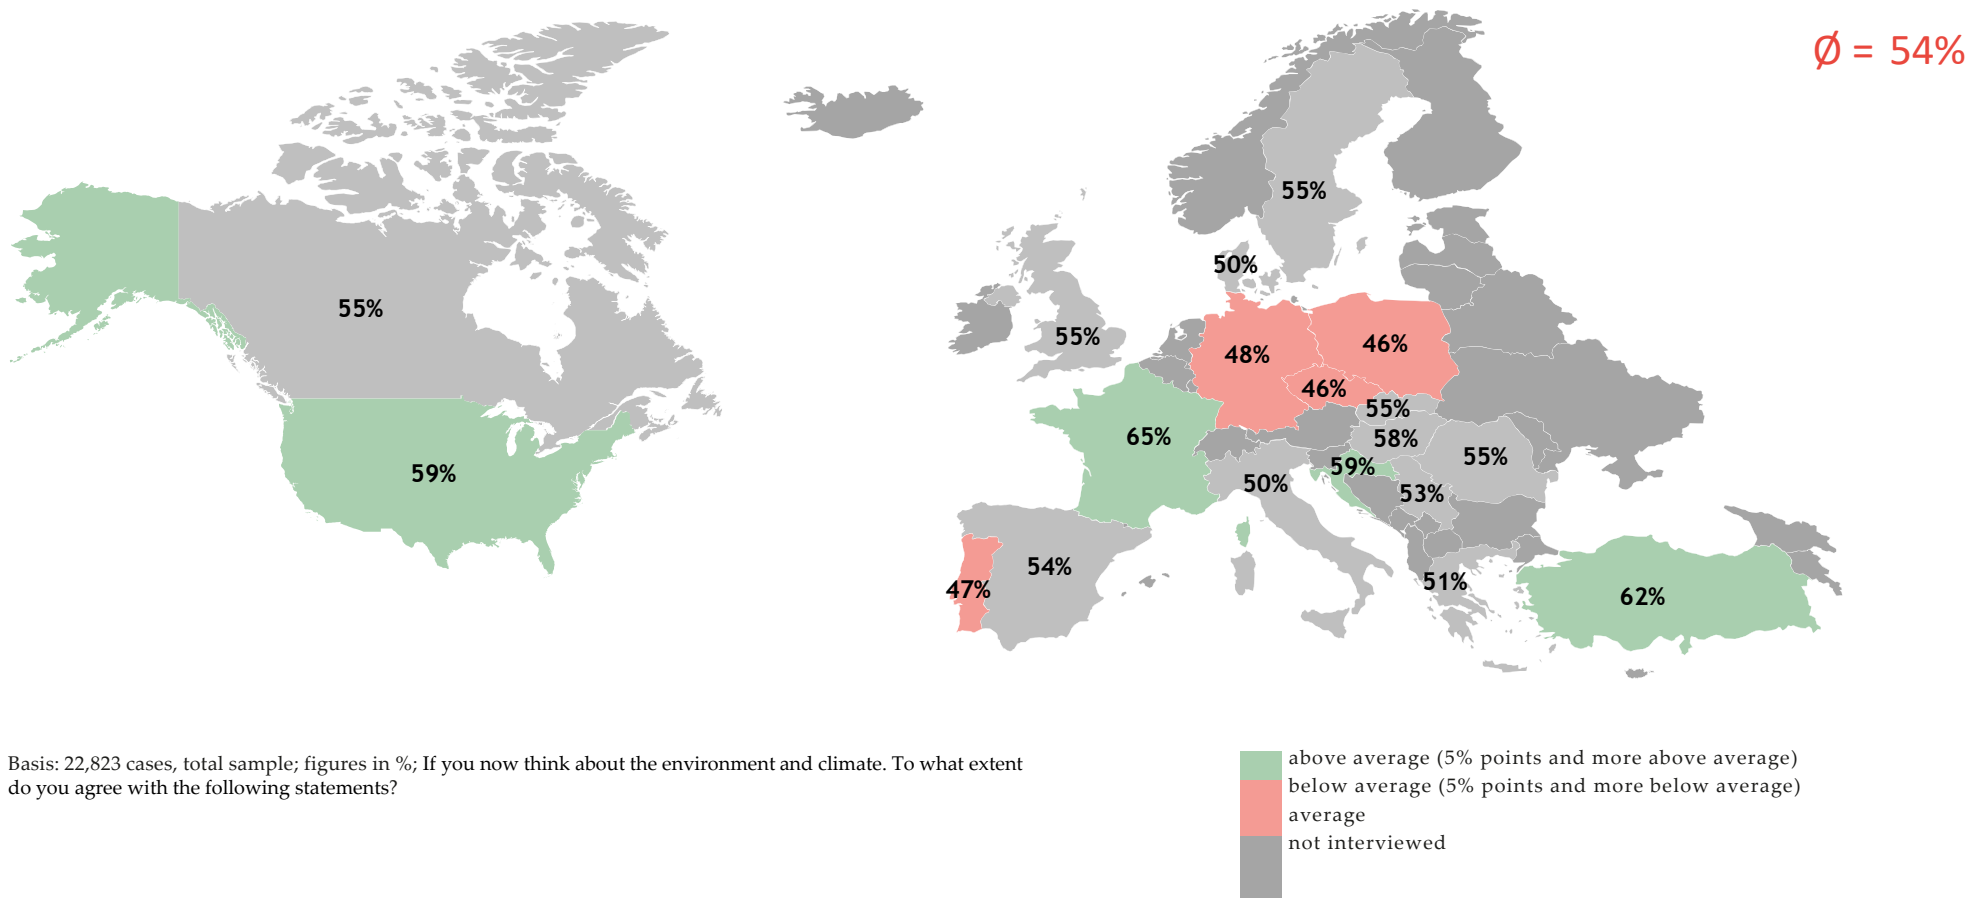 Ø = 54%
55%
50%
55%
55%
48%
46%
46%
55%
65%
58%
55%
59%
59%
50%
53%
54%
51%
47%
62%
Basis: 22,823 cases, total sample; figures in %; If you now think about the environment and climate. To what extent
do you agree with the following statements?
above average (5% points and more above average)
below average (5% points and more below average)
average
not interviewed